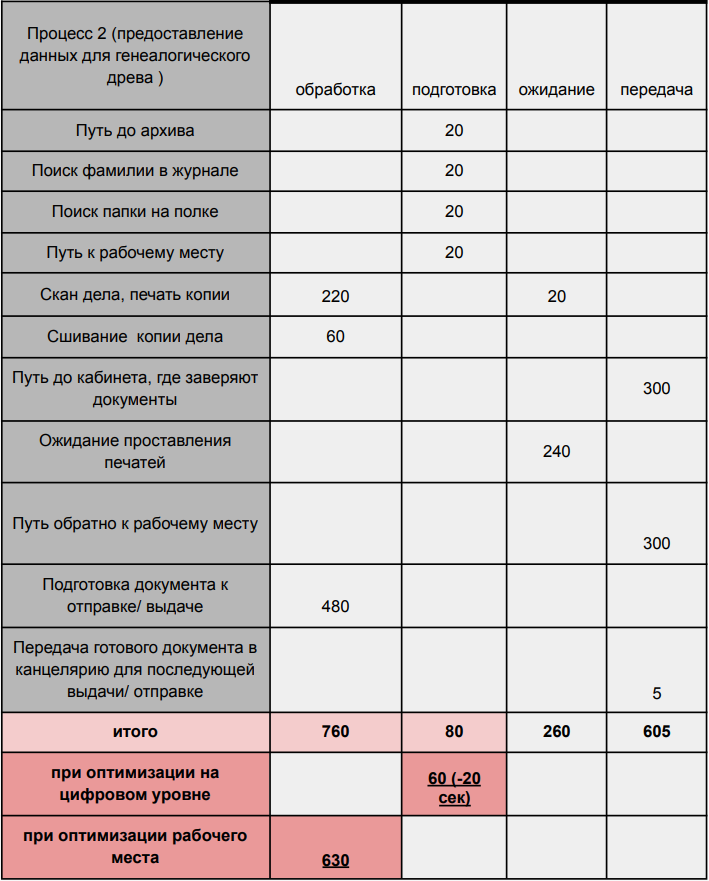 Процесс 2 (предоставление
данных для генеалогического
древа )
обработка подготовка ожидание передача
Путь до архива 20
Поиск фамилии в журнале 20
Поиск папки на полке 20
Путь к рабочему месту 20
Скан дела, печать копии 220 20
Сшивание копии дела 60
Путь до кабинета, где заверяют
документы 300
Ожидание проставления
печатей 240
Путь обратно к рабочему месту 300
Подготовка документа к
отправке/ выдаче 480
Передача готового документа в
канцелярию для последующей
выдачи/ отправке 5
итого 760 80 260 605
при оптимизации на
цифровом уровне 60 (-20
сек)
при оптимизации рабочего
места 630